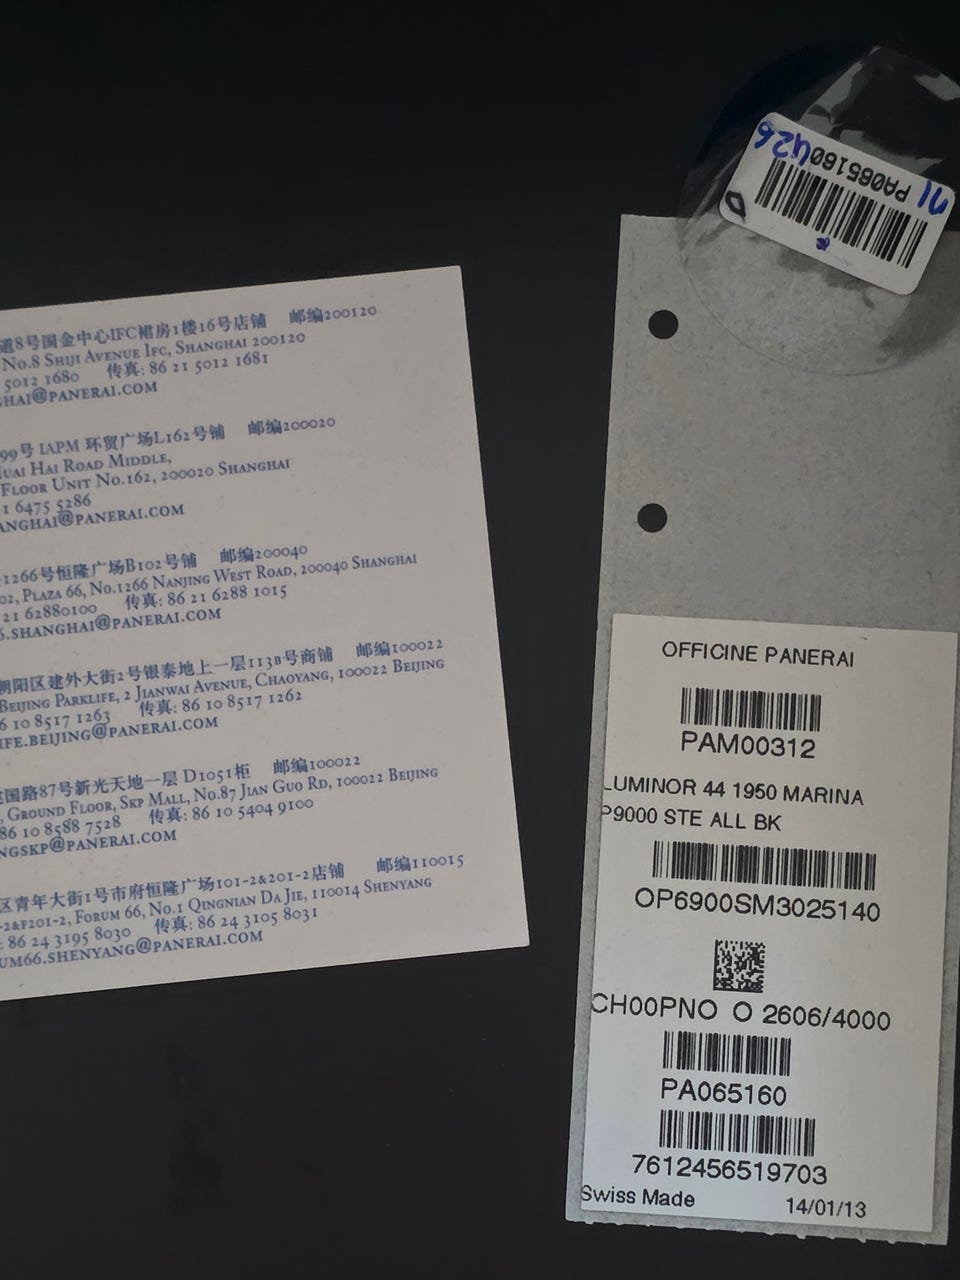 道8号国金中心IFC裙房1楼16号店铺 邮编200120
No.8 Shiji Avenue Ifc, Shanghai 200120
5012 1680 传真: 86 21 5012 1681
HAI@PANERAI.COM
99号 IAPM 环贸广场L162号铺 邮编200020
Huai Hai Road Middle,
Floor Unit No.162, 200020 Shanghai
1 6475 5286
ANGHAI@PANERAI.COM
1266号恒隆广场B102号铺 邮编200040
02, Plaza 66, No.1266 Nanjing West Road, 200040 Shanghai
21 62880100 传真: 86 21 6288 1015
6.SHANGHAI@PANERAI.COM
朝阳区建外大街2号银泰地上一层113B号商铺 邮编100022
Beijing Parklife, 2 Jianwai Avenue, Chaoyang, 100022 Beijing
6 10 8517 1263 传真: 86 10 8517 1262
IFE.BEIJING@PANERAI.COM
建国路87号新光天地一层 D1051柜 邮编100022
, Ground Floor, Skp Mall, No.87 Jian Guo Rd, 100022 Beijing
86 10 8588 7528 传真: 86 10 5404 9100
NGSKP@PANERAI.COM
区青年大街1号市府恒隆广场101-2&201-2店铺 邮编110015
-2&F201-2, Forum 66, No.1 Qingnian Da Jie, 110014 Shenyang
: 86 24 3195 8030 传真: 86 24 3105 8031
UM66.SHENYANG@PANERAI.COM
PA065160
426
OFFICINE PANERAI
PAM00312
LUMINOR 44 1950 MARINA
P9000 STE ALL BK
OP6900SM3025140
CH00PNO O 2606/4000
PA065160
7612456519703
Swiss Made 14/01/13